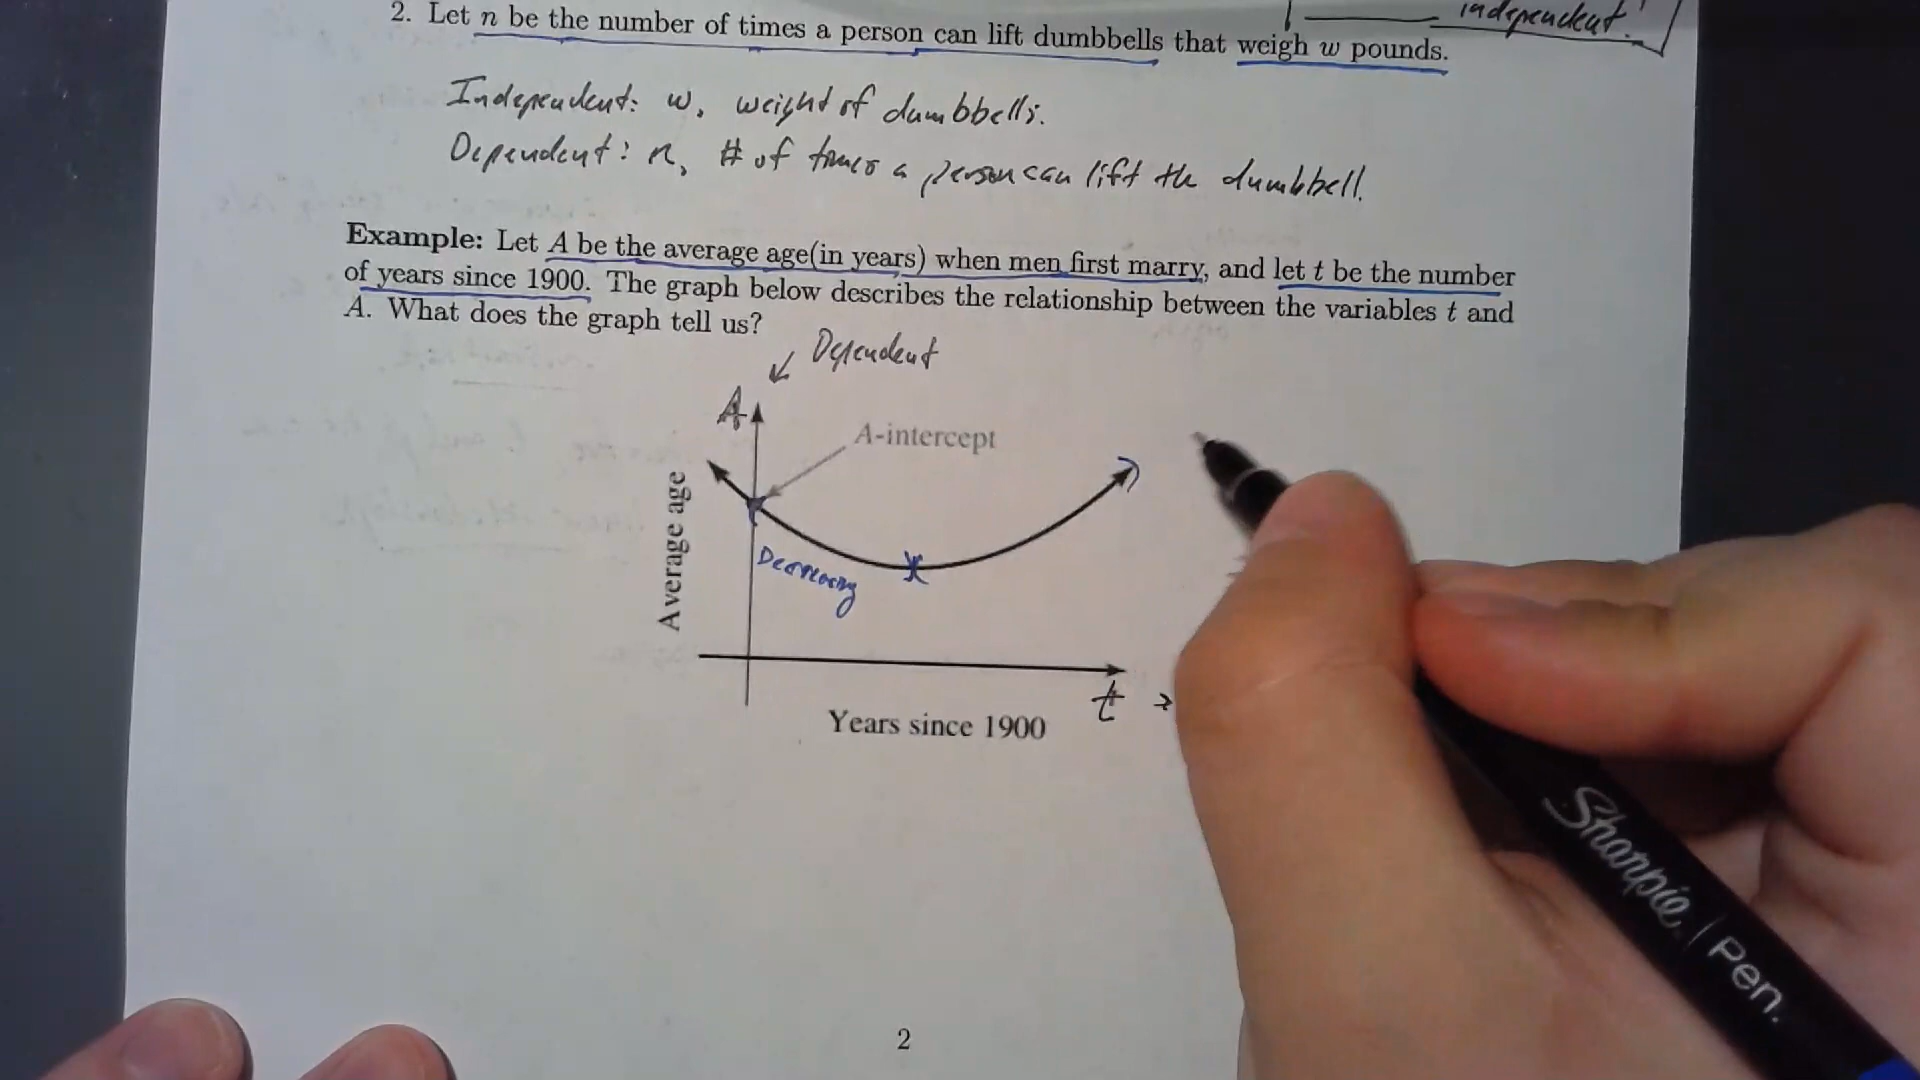 independent.
2. Let n be the number of times a person can lift dumbbells that weigh w pounds.
Independent: w, weight of dumbbells.
Dependent: n, # of times a person can lift the dumbbell.
Example: Let A be the average age(in years) when men first marry, and let t be the number
of years since 1900. The graph below describes the relationship between the variables t and
A. What does the graph tell us?
Dependent
A
A-intercept
Average age
Decreasing
t
Years since 1900
Sharpie | Pen.
2